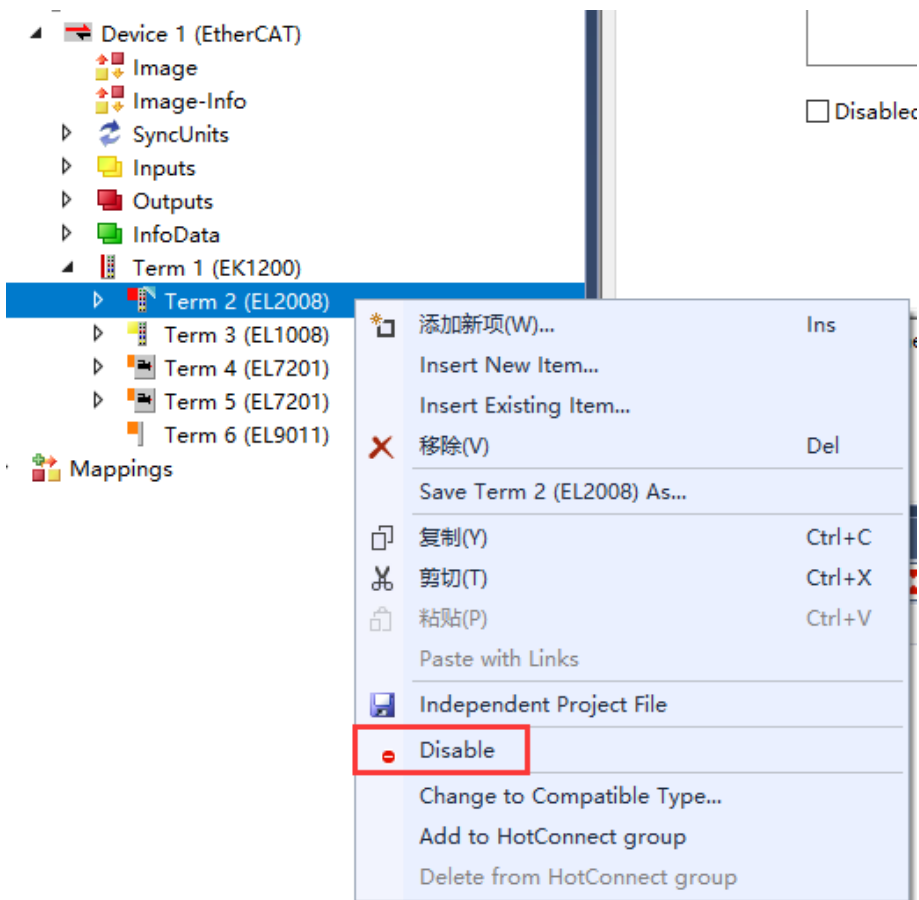 Device 1 (EtherCAT)
Image
Image-Info
SyncUnits
Inputs
Outputs
InfoData
Term 1 (EK1200)
Term 2 (EL2008)
Term 3 (EL1008)
Term 4 (EL7201)
Term 5 (EL7201)
Term 6 (EL9011)
Mappings
Disabled
添加新项(W)... Ins
Insert New Item...
Insert Existing Item...
移除(V) Del
Save Term 2 (EL2008) As...
复制(Y) Ctrl+C
剪切(T) Ctrl+X
粘贴(P) Ctrl+V
Paste with Links
Independent Project File
Disable
Change to Compatible Type...
Add to HotConnect group
Delete from HotConnect group